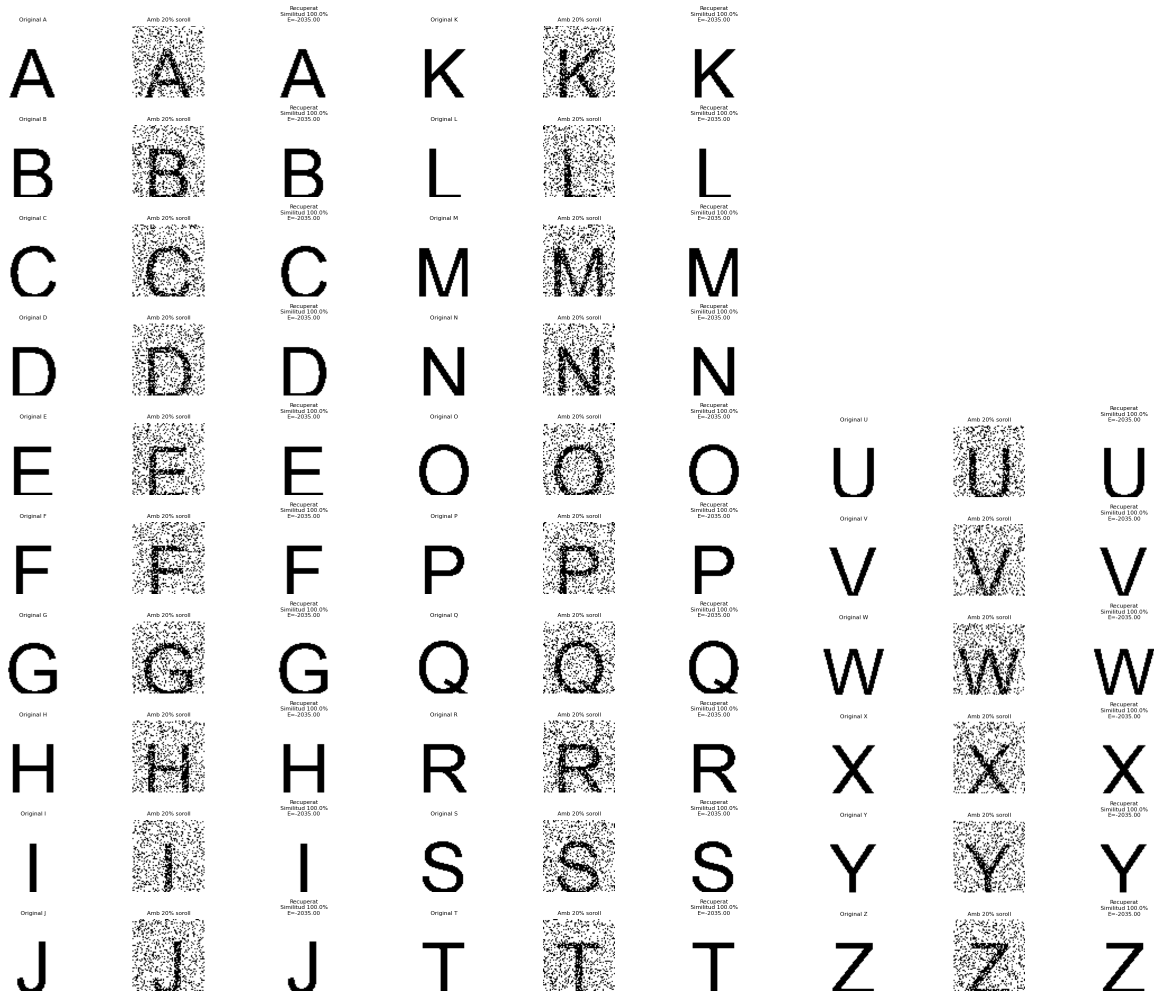 Original A
Amb 20% soroll
Recuperat
Similitud 100.0%
E=-2035.00
A A A
Original B
Amb 20% soroll
Recuperat
Similitud 100.0%
E=-2035.00
B B B
Original C
Amb 20% soroll
Recuperat
Similitud 100.0%
E=-2035.00
C C C
Original D
Amb 20% soroll
Recuperat
Similitud 100.0%
E=-2035.00
D D D
Original E
Amb 20% soroll
Recuperat
Similitud 100.0%
E=-2035.00
E E E
Original F
Amb 20% soroll
Recuperat
Similitud 100.0%
E=-2035.00
F F F
Original G
Amb 20% soroll
Recuperat
Similitud 100.0%
E=-2035.00
G G G
Original H
Amb 20% soroll
Recuperat
Similitud 100.0%
E=-2035.00
H H H
Original I
Amb 20% soroll
Recuperat
Similitud 100.0%
E=-2035.00
I I I
Original J
Amb 20% soroll
Recuperat
Similitud 100.0%
E=-2035.00
J J J
Original K
Amb 20% soroll
Recuperat
Similitud 100.0%
E=-2035.00
K K K
Original L
Amb 20% soroll
Recuperat
Similitud 100.0%
E=-2035.00
L L L
Original M
Amb 20% soroll
Recuperat
Similitud 100.0%
E=-2035.00
M M M
Original N
Amb 20% soroll
Recuperat
Similitud 100.0%
E=-2035.00
N N N
Original O
Amb 20% soroll
Recuperat
Similitud 100.0%
E=-2035.00
O O O
Original P
Amb 20% soroll
Recuperat
Similitud 100.0%
E=-2035.00
P P P
Original Q
Amb 20% soroll
Recuperat
Similitud 100.0%
E=-2035.00
Q Q Q
Original R
Amb 20% soroll
Recuperat
Similitud 100.0%
E=-2035.00
R R R
Original S
Amb 20% soroll
Recuperat
Similitud 100.0%
E=-2035.00
S S S
Original T
Amb 20% soroll
Recuperat
Similitud 100.0%
E=-2035.00
T T T
Original U
Amb 20% soroll
Recuperat
Similitud 100.0%
E=-2035.00
U U U
Original V
Amb 20% soroll
Recuperat
Similitud 100.0%
E=-2035.00
V V V
Original W
Amb 20% soroll
Recuperat
Similitud 100.0%
E=-2035.00
W W W
Original X
Amb 20% soroll
Recuperat
Similitud 100.0%
E=-2035.00
X X X
Original Y
Amb 20% soroll
Recuperat
Similitud 100.0%
E=-2035.00
Y Y Y
Original Z
Amb 20% soroll
Recuperat
Similitud 100.0%
E=-2035.00
Z Z Z